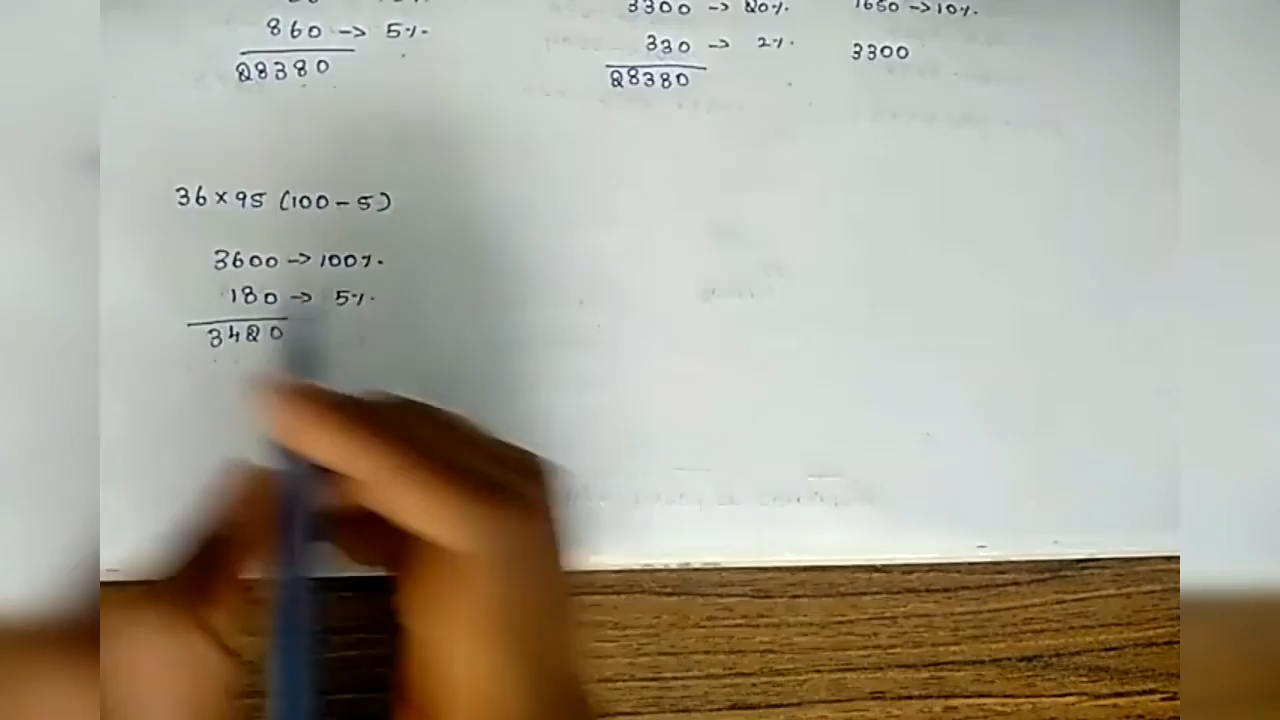 860 -> 5%
28380
3300 -> 20%
330 -> 2%
28380
1650 -> 10%
3300
36 × 95 (100 - 5)
3600 -> 100%
180 -> 5%
3420